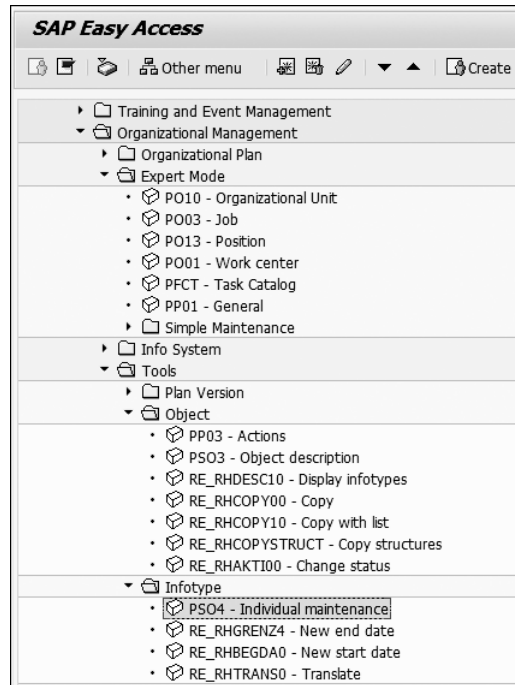 SAP Easy Access
Other menu Create
Training and Event Management
Organizational Management
Organizational Plan
Expert Mode
PO10 - Organizational Unit
PO03 - Job
PO13 - Position
PO01 - Work center
PFCT - Task Catalog
PP01 - General
Simple Maintenance
Info System
Tools
Plan Version
Object
PP03 - Actions
PSO3 - Object description
RE_RHDESC10 - Display infotypes
RE_RHCOPY00 - Copy
RE_RHCOPY10 - Copy with list
RE_RHCOPYSTRUCT - Copy structures
RE_RHAKTI00 - Change status
Infotype
PSO4 - Individual maintenance
RE_RHGRENZ4 - New end date
RE_RHBEGDA0 - New start date
RE_RHTRANS0 - Translate